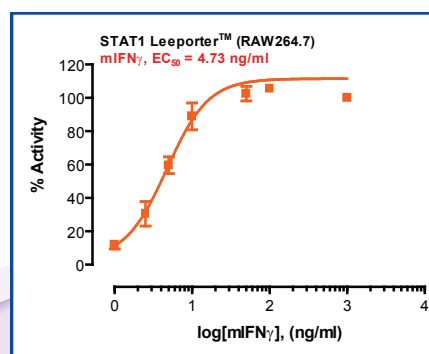 STAT1 Leeporter™ (RAW264.7)
mIFNγ, EC50 = 4.73 ng/ml
120
100
80
60
40
20
0
% Activity
0 1 2 3 4
log[mIFNγ], (ng/ml)